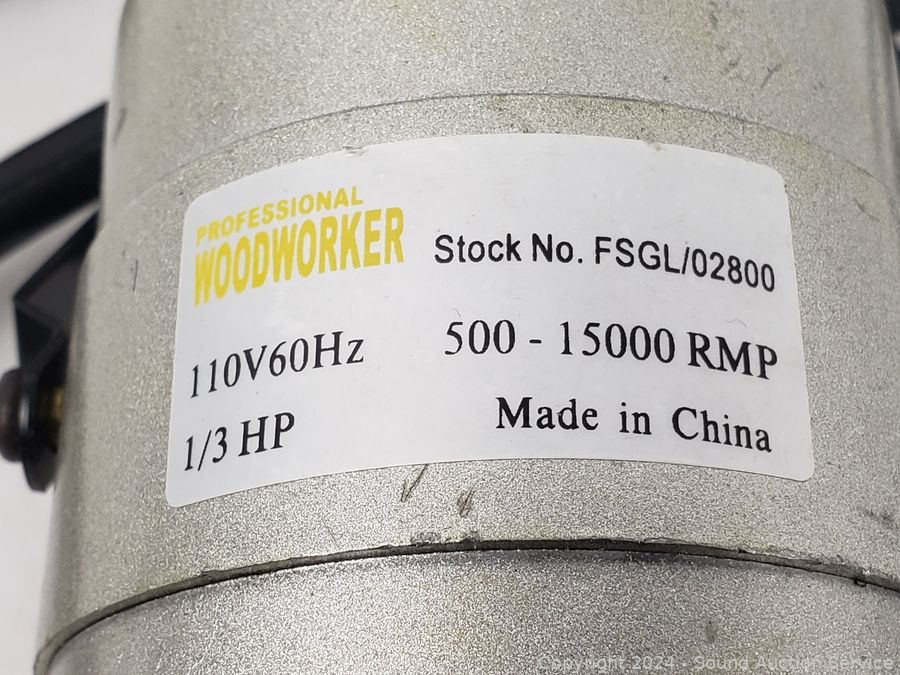 PROFESSIONAL
WOODWORKER
Stock No. FSGL/02800
110V60Hz
500 - 15000 RMP
1/3 HP
Made in China
Copyright 2024 - Sound Auction Service